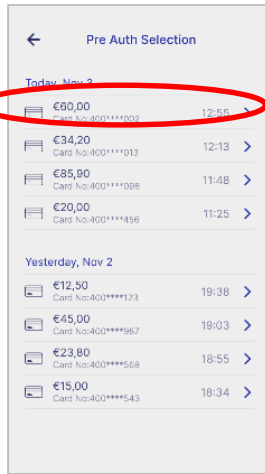 Pre Auth Selection
Today, Nov 3
€60,00 12:55
Card No:400****002
€34,20 12:13
Card No:400****013
€85,90 11:48
Card No:400****098
€20,00 11:25
Card No:400****456
Yesterday, Nov 2
€12,50 19:38
Card No:400****123
€45,00 19:03
Card No:400****987
€23,80 18:55
Card No:400****568
€15,00 18:34
Card No:400****543